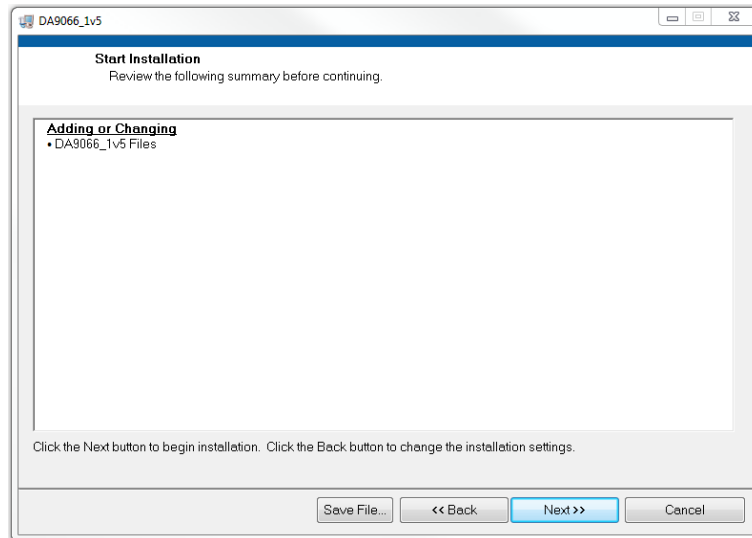 DA9066_1v5
Start Installation
Review the following summary before continuing.
Adding or Changing
• DA9066_1v5 Files
Click the Next button to begin installation. Click the Back button to change the installation settings.
Save File... << Back Next >> Cancel